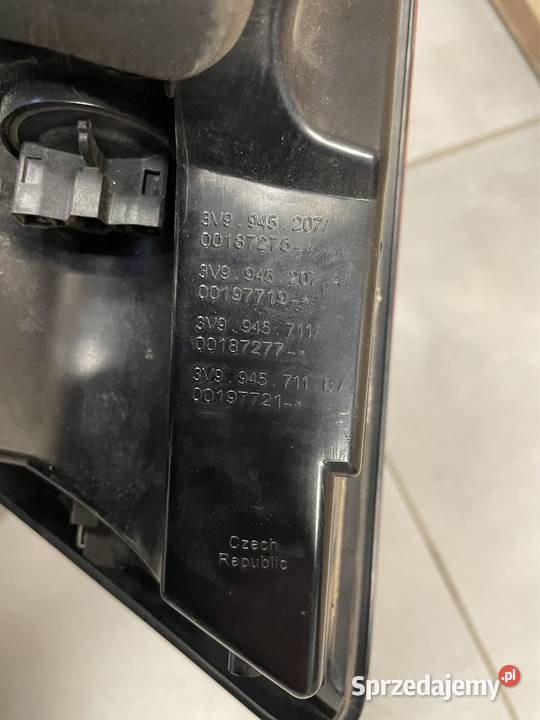 3V9.945.207/
00187275-*
3V9.945 207.A/
00197719-*
3V9.945.711/
00187277-*
3V9.945.711 B/
00197721-*
Czech
Republic
Sprzedajemy.pl